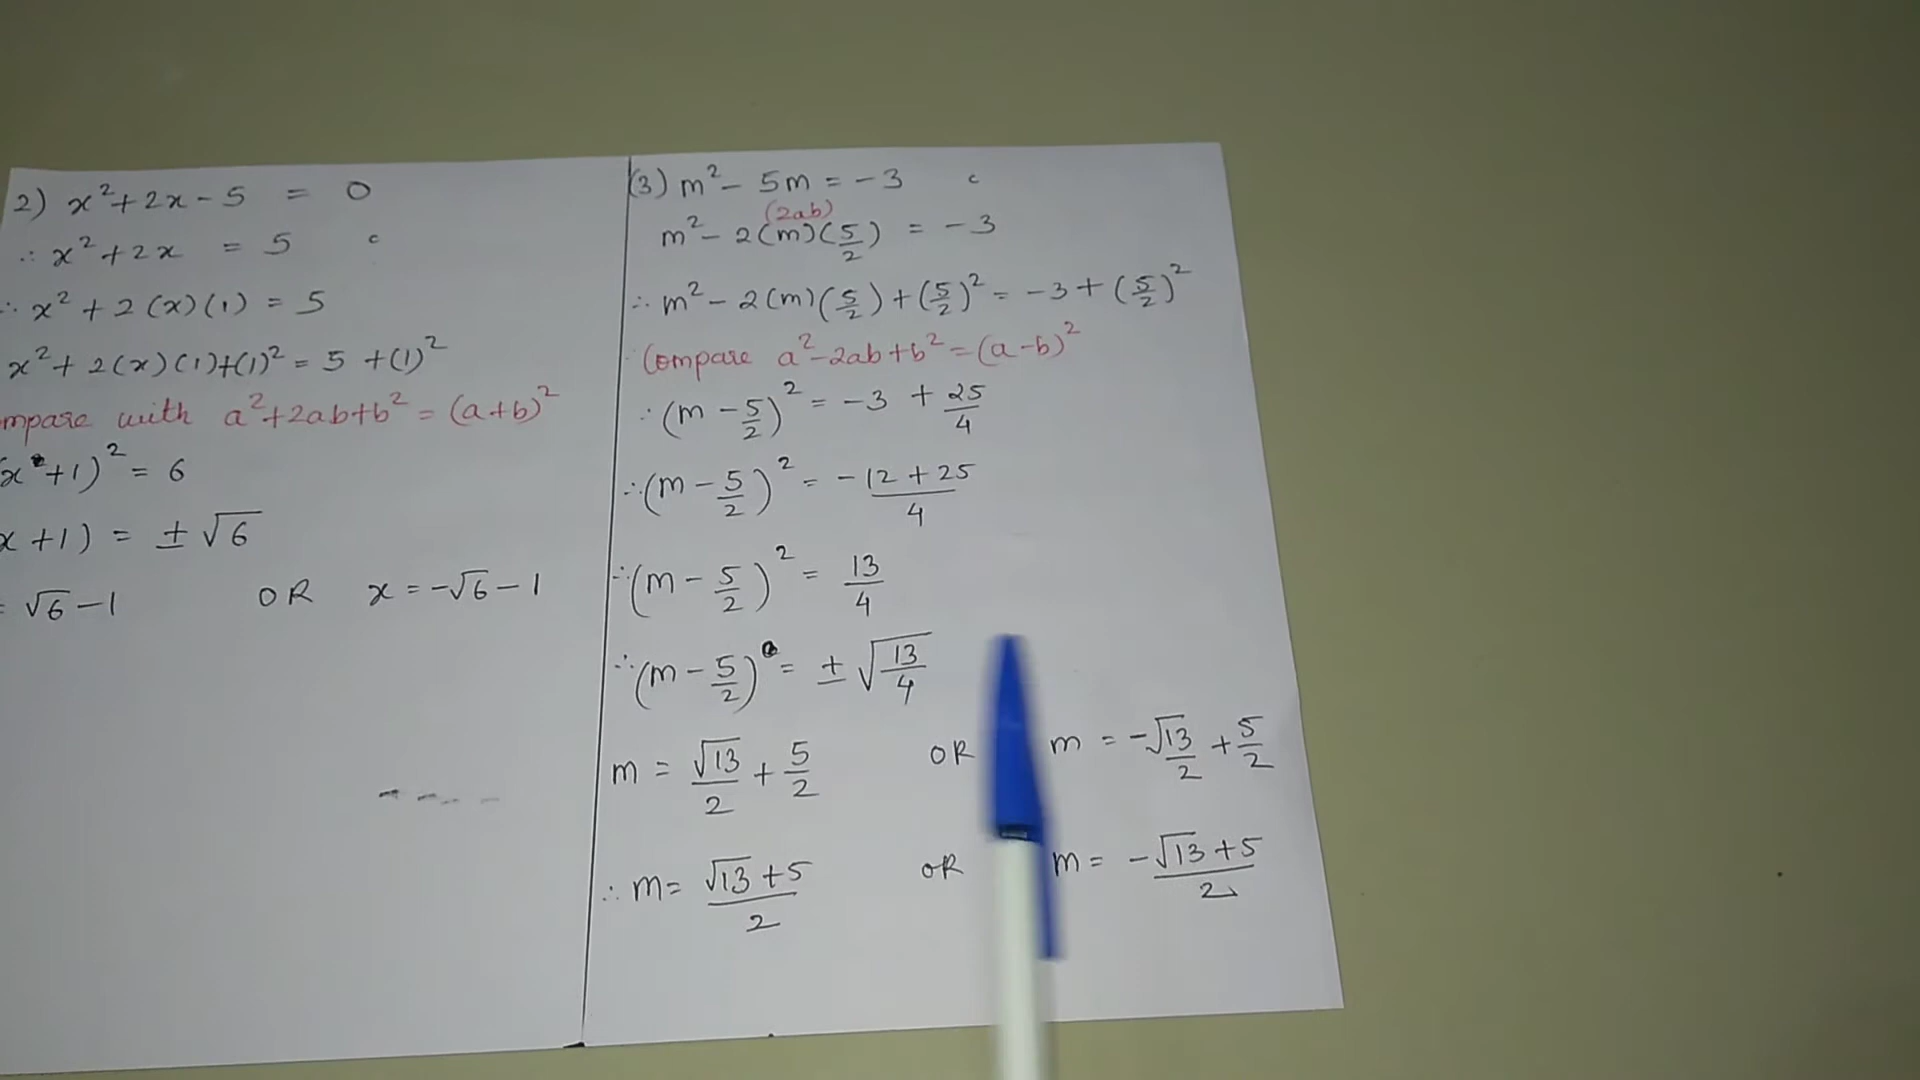 2) x²+2x-5 = 0
∴ x²+2x = 5 c
∴ x² + 2(x)(1) = 5
x² + 2(x)(1)+(1)² = 5 +(1)²
mpare with a²+2ab+b² = (a+b)²
(x+1)² = 6
x+1) = ±√6
= √6-1 OR x = -√6-1
(3) m² - 5m = -3 c
(2ab)
m² - 2(m)(5/2) = -3
∴ m² - 2(m)(5/2) + (5/2)² = -3 + (5/2)²
Compare a²-2ab+b² = (a-b)²
∴ (m - 5/2)² = -3 + 25/4
∴ (m - 5/2)² = -12+25/4
∴ (m - 5/2)² = 13/4
∴ (m - 5/2) = ±√13/4
m = √13/2 + 5/2 OR m = -√13/2 + 5/2
∴ m = √13+5/2 OR m = -√13+5/2